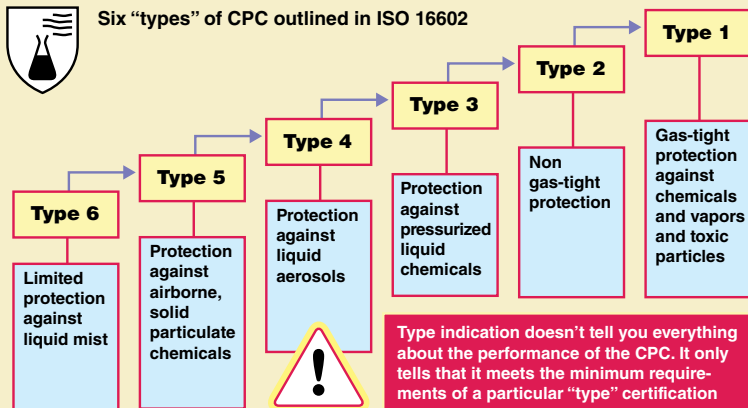 Six “types” of CPC outlined in ISO 16602
Type 1
Type 2
Type 3
Type 4
Type 5
Type 6
Gas-tight
protection
against
chemicals
and vapors
and toxic
particles
Non
gas-tight
protection
Protection
against
pressurized
liquid
chemicals
Protection
against
liquid
aerosols
Protection
against
airborne,
solid
particulate
chemicals
Limited
protection
against
liquid mist
!
Type indication doesn’t tell you everything
about the performance of the CPC. It only
tells that it meets the minimum require-
ments of a particular “type” certification